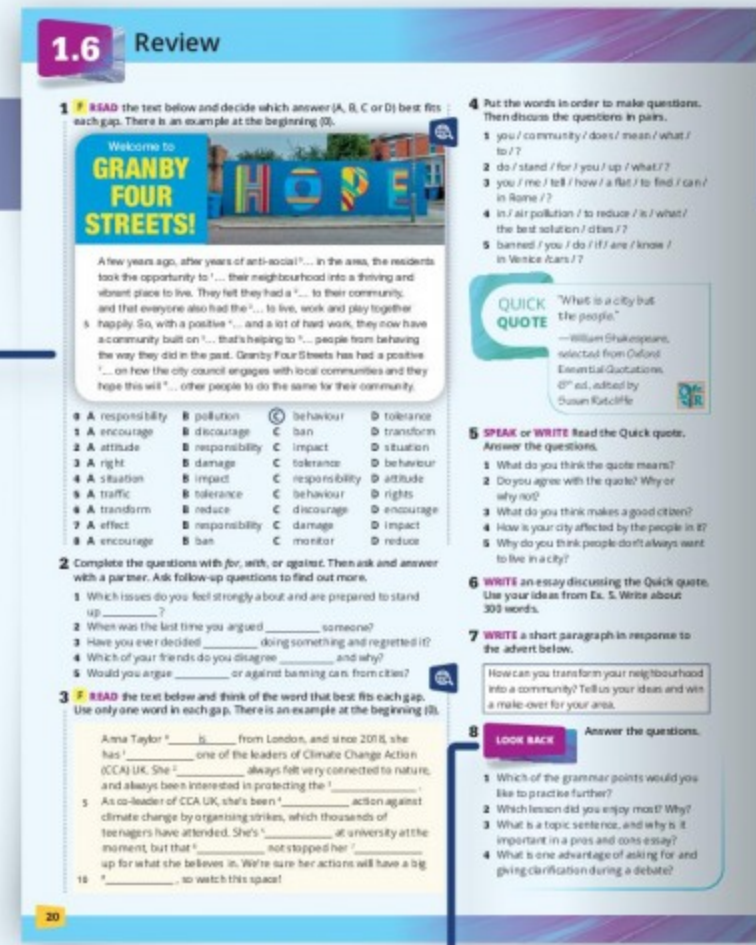 1.6 Review
1 F READ the text below and decide which answer (A, B, C or D) best fits
each gap. There is an example at the beginning (0).
Welcome to
GRANBY
FOUR
STREETS!
HOPE
A few years ago, after years of anti-social ⁰... in the area, the residents
took the opportunity to ¹... their neighbourhood into a thriving and
vibrant place to live. They felt they had a ²... to their community,
and that everyone also had the ³... to live, work and play together
5 happily. So, with a positive ⁴... and a lot of hard work, they now have
a community built on ⁵... that's helping to ⁶... people from behaving
the way they did in the past. Granby Four Streets has had a positive
⁷... on how the city council engages with local communities and they
hope this will ⁸... other people to do the same for their community.
0 A responsibility B pollution C behaviour D tolerance
1 A encourage B discourage C ban D transform
2 A attitude B responsibility C impact D situation
3 A right B damage C tolerance D behaviour
4 A situation B impact C responsibility D attitude
5 A traffic B tolerance C behaviour D rights
6 A transform B reduce C discourage D encourage
7 A effect B responsibility C damage D impact
8 A encourage B ban C monitor D reduce
2 Complete the questions with for, with, or against. Then ask and answer
with a partner. Ask follow-up questions to find out more.
1 Which issues do you feel strongly about and are prepared to stand
up ________ ?
2 When was the last time you argued ________ someone?
3 Have you ever decided ________ doing something and regretted it?
4 Which of your friends do you disagree ________ and why?
5 Would you argue ________ or against banning cars from cities?
3 F READ the text below and think of the word that best fits each gap.
Use only one word in each gap. There is an example at the beginning (0).
Anna Taylor ⁰ is from London, and since 2018, she
has ¹________ one of the leaders of Climate Change Action
(CCA) UK. She ²________ always felt very connected to nature,
and always been interested in protecting the ³________ .
5 As co-leader of CCA UK, she's been ⁴________ action against
climate change by organising strikes, which thousands of
teenagers have attended. She's ⁵________ at university at the
moment, but that ⁶________ not stopped her ⁷________
up for what she believes in. We're sure her actions will have a big
10 ⁸________ , so watch this space!
20
4 Put the words in order to make questions.
Then discuss the questions in pairs.
1 you / community / does / mean / what /
to / ?
2 do / stand / for / you / up / what / ?
3 you / me / tell / how / a flat / to find / can /
in Rome / ?
4 in / air pollution / to reduce / is / what /
the best solution / cities / ?
5 banned / you / do / if / are / know /
in Venice /cars / ?
QUICK
QUOTE
"What is a city but
the people."
—William Shakespeare,
selected from Oxford
Essential Quotations,
6th ed., edited by
Susan Ratcliffe
5 SPEAK or WRITE Read the Quick quote.
Answer the questions.
1 What do you think the quote means?
2 Do you agree with the quote? Why or
why not?
3 What do you think makes a good citizen?
4 How is your city affected by the people in it?
5 Why do you think people don't always want
to live in a city?
6 WRITE an essay discussing the Quick quote.
Use your ideas from Ex. 5. Write about
300 words.
7 WRITE a short paragraph in response to
the advert below.
How can you transform your neighbourhood
into a community? Tell us your ideas and win
a make-over for your area.
8 LOOK BACK Answer the questions.
1 Which of the grammar points would you
like to practise further?
2 Which lesson did you enjoy most? Why?
3 What is a topic sentence, and why is it
important in a pros and cons essay?
4 What is one advantage of asking for and
giving clarification during a debate?